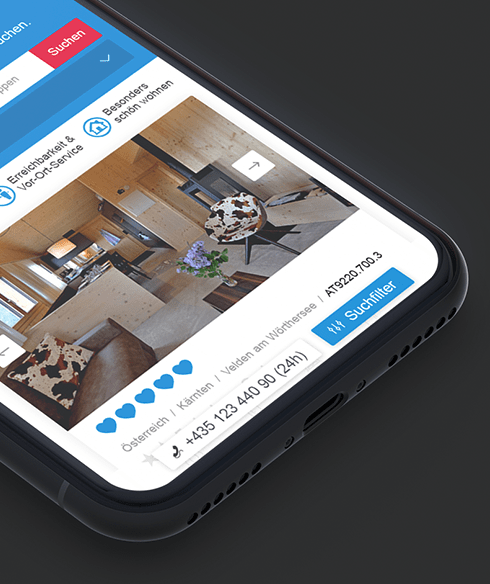 suchen.
Suchen
ppen
Erreichbarkeit &
Vor-Ort-Service
Besonders
schön wohnen
Österreich / Kärnten / Velden am Wörthersee / AT9220.700.3
+435 123 440 90 (24h)
Suchfilter